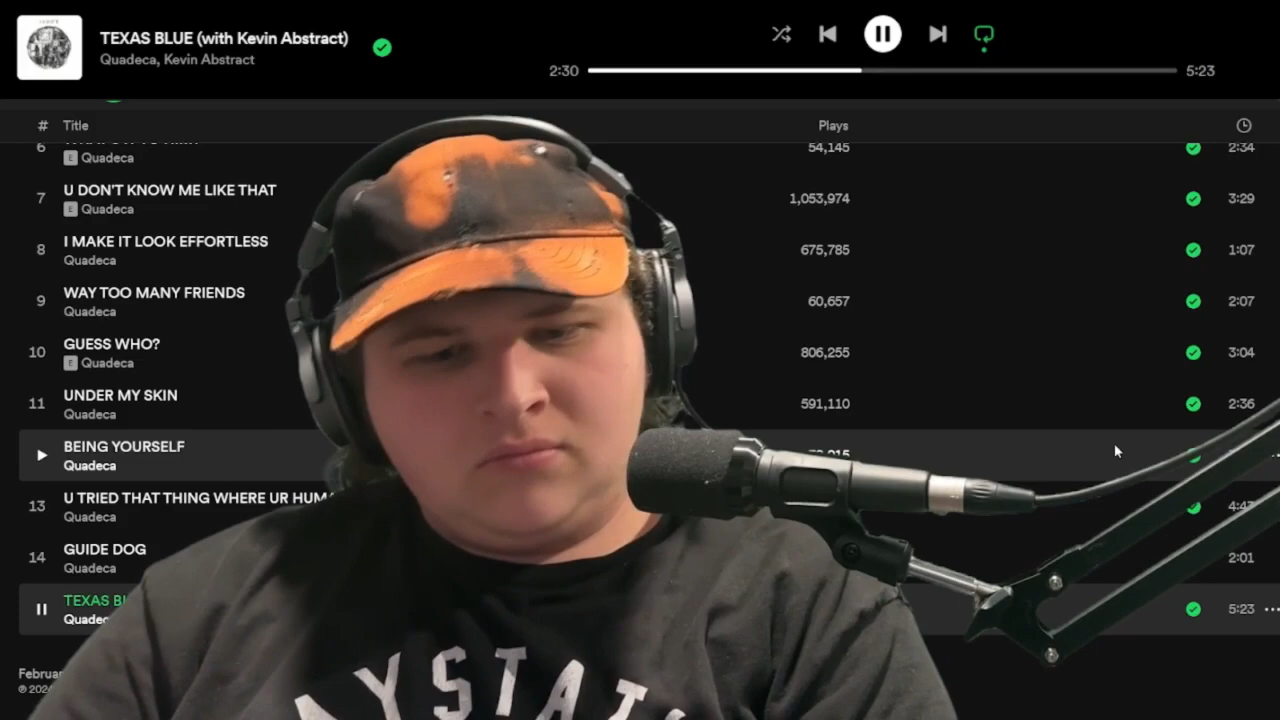 TEXAS BLUE (with Kevin Abstract)
Quadeca, Kevin Abstract
2:30
5:23
# Title Plays
6 54,145 2:34
E Quadeca
7 U DON'T KNOW ME LIKE THAT 1,053,974 3:29
E Quadeca
8 I MAKE IT LOOK EFFORTLESS 675,785 1:07
Quadeca
9 WAY TOO MANY FRIENDS 60,657 2:07
Quadeca
10 GUESS WHO? 806,255 3:04
E Quadeca
11 UNDER MY SKIN 591,110 2:36
Quadeca
BEING YOURSELF
Quadeca
13 U TRIED THAT THING WHERE UR 4:47
Quadeca
14 GUIDE DOG 2:01
Quadeca
TEXAS 5:23